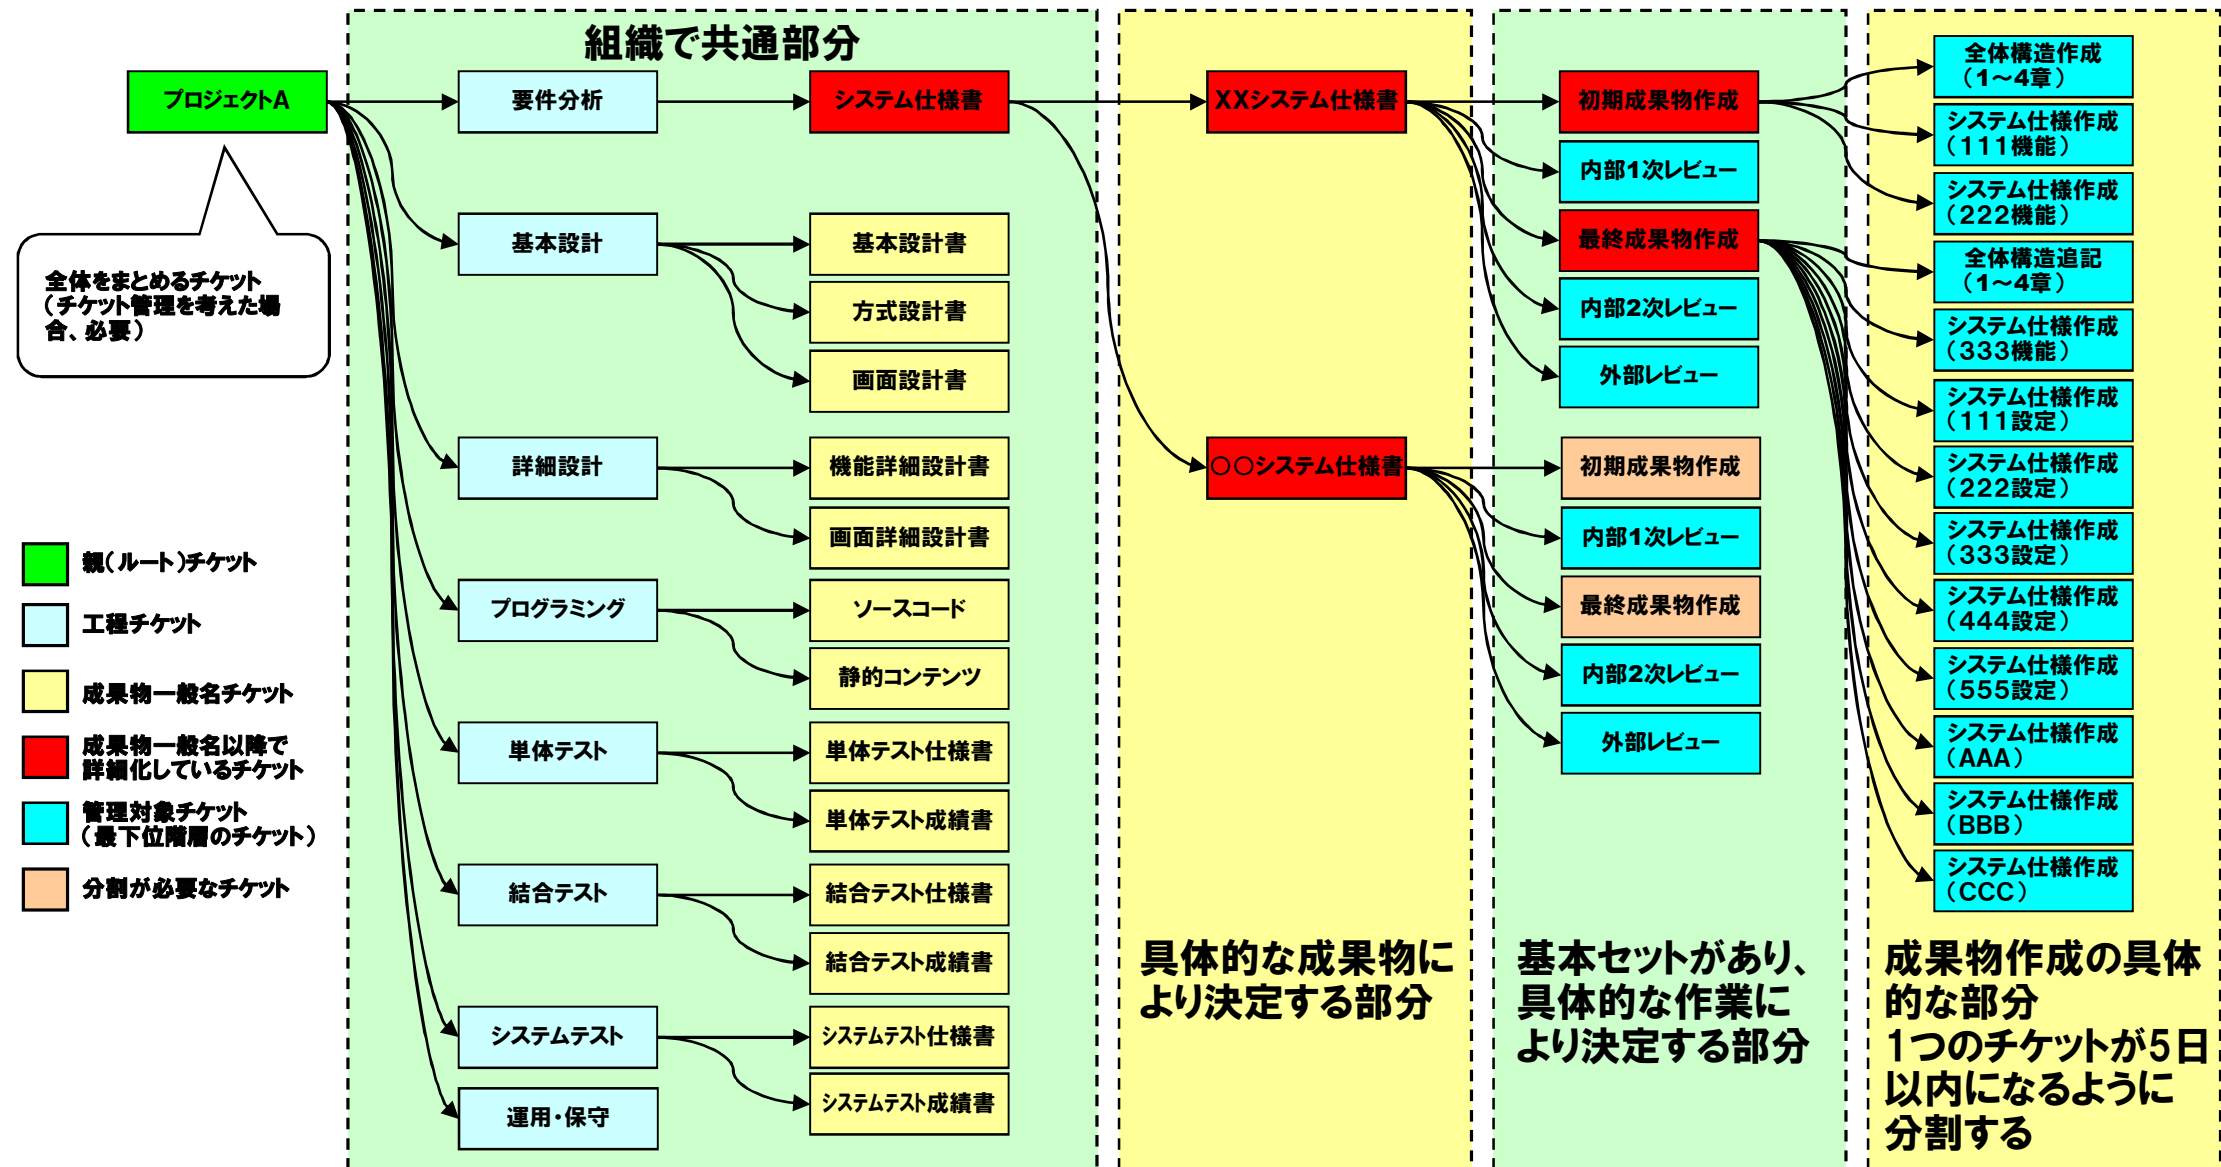 組織で共通部分
プロジェクトA
全体をまとめるチケット
（チケット管理を考えた場
合、必要）
親（ルート）チケット
工程チケット
成果物一般名チケット
成果物一般名以降で
詳細化しているチケット
管理対象チケット
（最下位階層のチケット）
分割が必要なチケット
要件分析
基本設計
詳細設計
プログラミング
単体テスト
結合テスト
システムテスト
運用・保守
システム仕様書
基本設計書
方式設計書
画面設計書
機能詳細設計書
画面詳細設計書
ソースコード
静的コンテンツ
単体テスト仕様書
単体テスト成績書
結合テスト仕様書
結合テスト成績書
システムテスト仕様書
システムテスト成績書
XXシステム仕様書
○○システム仕様書
具体的な成果物に
より決定する部分
初期成果物作成
内部1次レビュー
最終成果物作成
内部2次レビュー
外部レビュー
初期成果物作成
内部1次レビュー
最終成果物作成
内部2次レビュー
外部レビュー
基本セットがあり、
具体的な作業に
より決定する部分
全体構造作成
（1～4章）
システム仕様作成
（111機能）
システム仕様作成
（222機能）
全体構造追記
（1～4章）
システム仕様作成
（333機能）
システム仕様作成
（111設定）
システム仕様作成
（222設定）
システム仕様作成
（333設定）
システム仕様作成
（444設定）
システム仕様作成
（555設定）
システム仕様作成
（AAA）
システム仕様作成
（BBB）
システム仕様作成
（CCC）
成果物作成の具体
的な部分
1つのチケットが5日
以内になるように
分割する